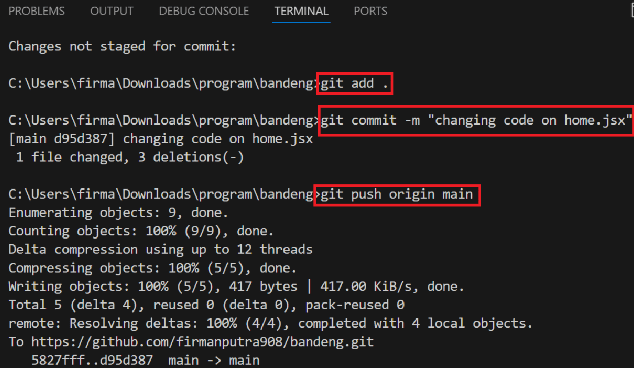 PROBLEMS OUTPUT DEBUG CONSOLE TERMINAL PORTS
Changes not staged for commit:
C:\Users\firma\Downloads\program\bandeng>git add .
C:\Users\firma\Downloads\program\bandeng>git commit -m "changing code on home.jsx"
[main d95d387] changing code on home.jsx
1 file changed, 3 deletions(-)
C:\Users\firma\Downloads\program\bandeng>git push origin main
Enumerating objects: 9, done.
Counting objects: 100% (9/9), done.
Delta compression using up to 12 threads
Compressing objects: 100% (5/5), done.
Writing objects: 100% (5/5), 417 bytes | 417.00 KiB/s, done.
Total 5 (delta 4), reused 0 (delta 0), pack-reused 0
remote: Resolving deltas: 100% (4/4), completed with 4 local objects.
To https://github.com/firmanputra908/bandeng.git
5827fff..d95d387 main -> main